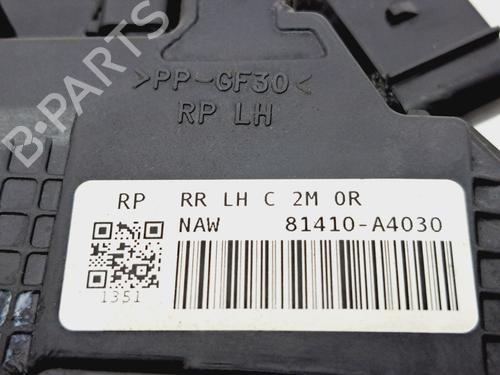 B-PARTS
>PP-GF30<
RP LH
RP RR LH C 2M 0R
NAW 81410-A4030
1351